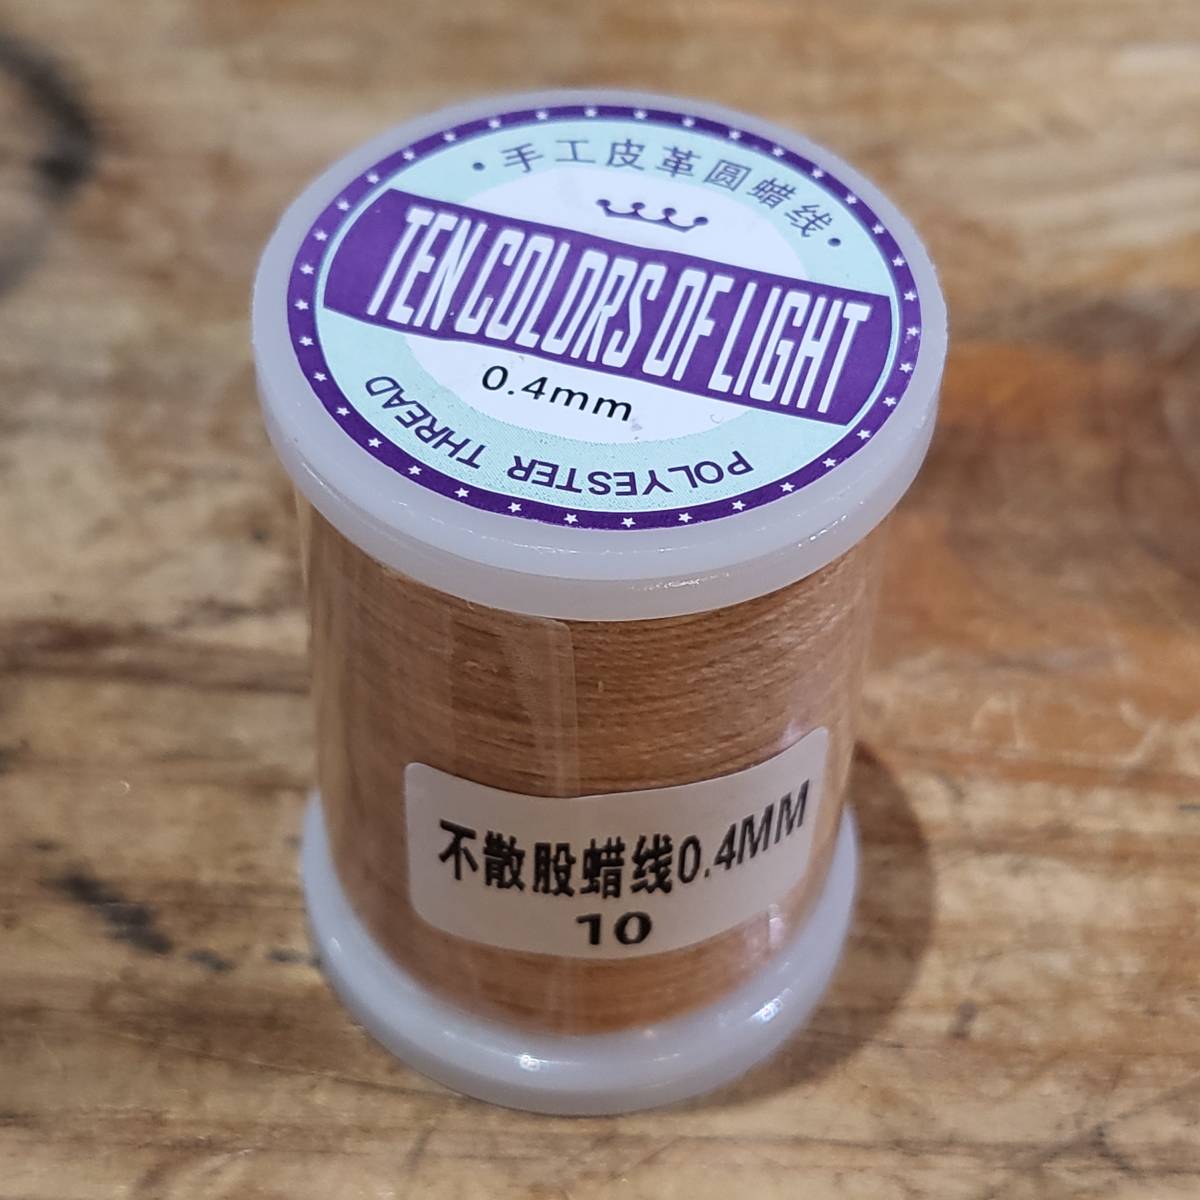 ·手工皮革圆蜡线·
TEN COLORS OF LIGHT
0.4mm
POLYESTER THREAD
不散股蜡线0.4MM
10